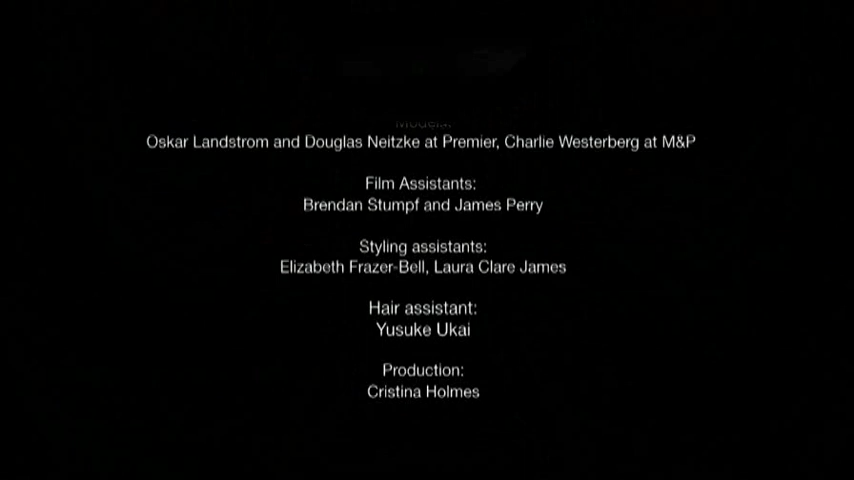 Models:
Oskar Landstrom and Douglas Neitzke at Premier, Charlie Westerberg at M&P
Film Assistants:
Brendan Stumpf and James Perry
Styling assistants:
Elizabeth Frazer-Bell, Laura Clare James
Hair assistant:
Yusuke Ukai
Production:
Cristina Holmes